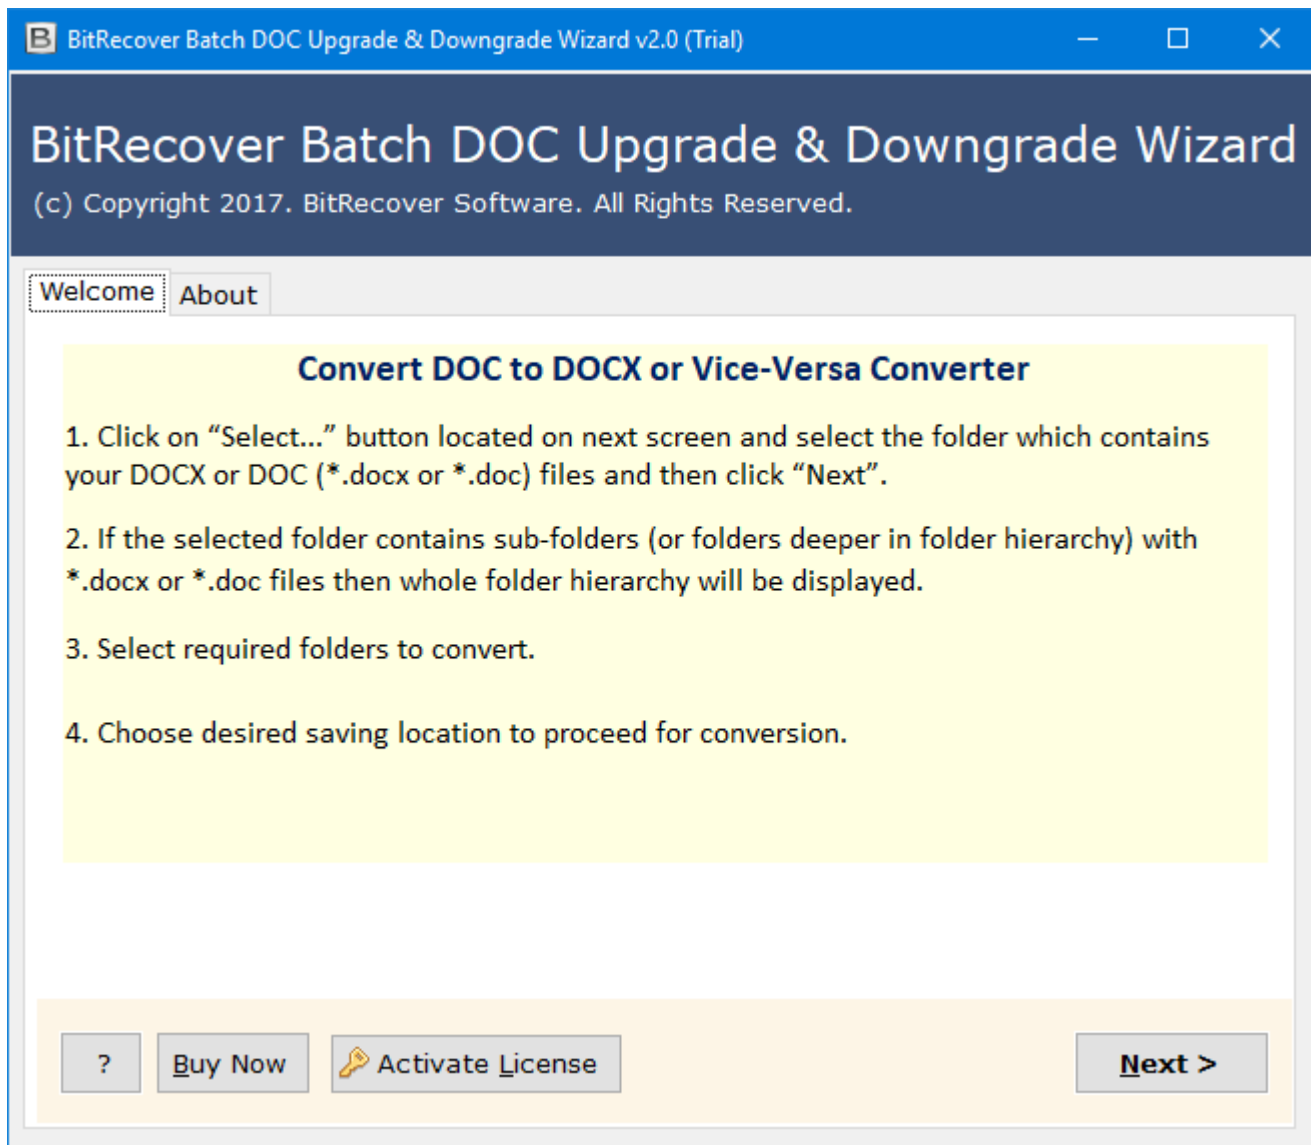 BitRecover Batch DOC Upgrade & Downgrade Wizard v2.0 (Trial)
BitRecover Batch DOC Upgrade & Downgrade Wizard
(c) Copyright 2017. BitRecover Software. All Rights Reserved.
Welcome About
Convert DOC to DOCX or Vice-Versa Converter
1. Click on “Select...” button located on next screen and select the folder which contains
your DOCX or DOC (*.docx or *.doc) files and then click “Next”.
2. If the selected folder contains sub-folders (or folders deeper in folder hierarchy) with
*.docx or *.doc files then whole folder hierarchy will be displayed.
3. Select required folders to convert.
4. Choose desired saving location to proceed for conversion.
? Buy Now Activate License Next >